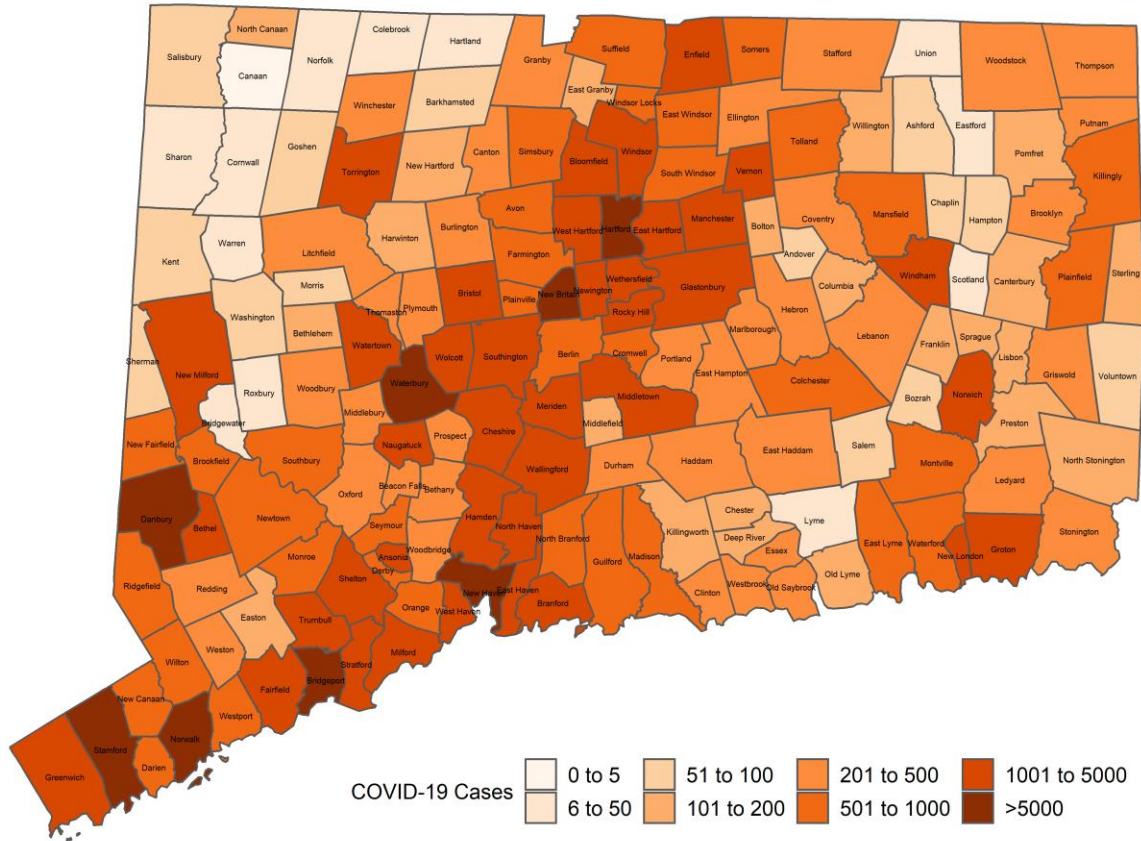 North Canaan
Colebrook
Hartland
Salisbury
Canaan
Norfolk
Granby
Suffield
Enfield
Somers
Stafford
Union
Woodstock
Thompson
East Granby
Windsor Locks
Winchester
Barkhamsted
East Windsor
Ellington
Willington
Ashford
Eastford
Putnam
Sharon
Cornwall
Goshen
Torrington
New Hartford
Canton
Simsbury
Bloomfield
Windsor
South Windsor
Vernon
Tolland
Pomfret
Killingly
Warren
Litchfield
Harwinton
Burlington
Avon
Farmington
West Hartford
Hartford
East Hartford
Manchester
Bolton
Coventry
Andover
Mansfield
Chaplin
Hampton
Brooklyn
Kent
Morris
Washington
Bethlehem
Thomaston
Plymouth
Bristol
Plainville
New Britain
Newington
Wethersfield
Rocky Hill
Glastonbury
Hebron
Columbia
Windham
Scotland
Canterbury
Plainfield
Sterling
Sherman
New Milford
Roxbury
Woodbury
Watertown
Waterbury
Wolcott
Southington
Berlin
Cromwell
Portland
Marlborough
East Hampton
Colchester
Lebanon
Franklin
Sprague
Lisbon
Griswold
Voluntown
Bridgewater
New Fairfield
Brookfield
Southbury
Middlebury
Naugatuck
Prospect
Cheshire
Meriden
Middletown
Middlefield
Bozrah
Norwich
Preston
North Stonington
Danbury
Bethel
Newtown
Oxford
Beacon Falls
Bethany
Wallingford
Durham
Haddam
East Haddam
Salem
Montville
Ledyard
Ridgefield
Redding
Monroe
Seymour
Ansonia
Derby
Woodbridge
Hamden
North Haven
North Branford
Guilford
Madison
Killingworth
Chester
Deep River
Essex
Lyme
East Lyme
Waterford
New London
Groton
Stonington
Easton
Shelton
Orange
West Haven
New Haven
East Haven
Branford
Clinton
Westbrook
Old Saybrook
Old Lyme
Wilton
Weston
Trumbull
Stratford
Milford
New Canaan
Westport
Fairfield
Bridgeport
Greenwich
Stamford
Darien
Norwalk
COVID-19 Cases
0 to 5
51 to 100
201 to 500
1001 to 5000
6 to 50
101 to 200
501 to 1000
>5000